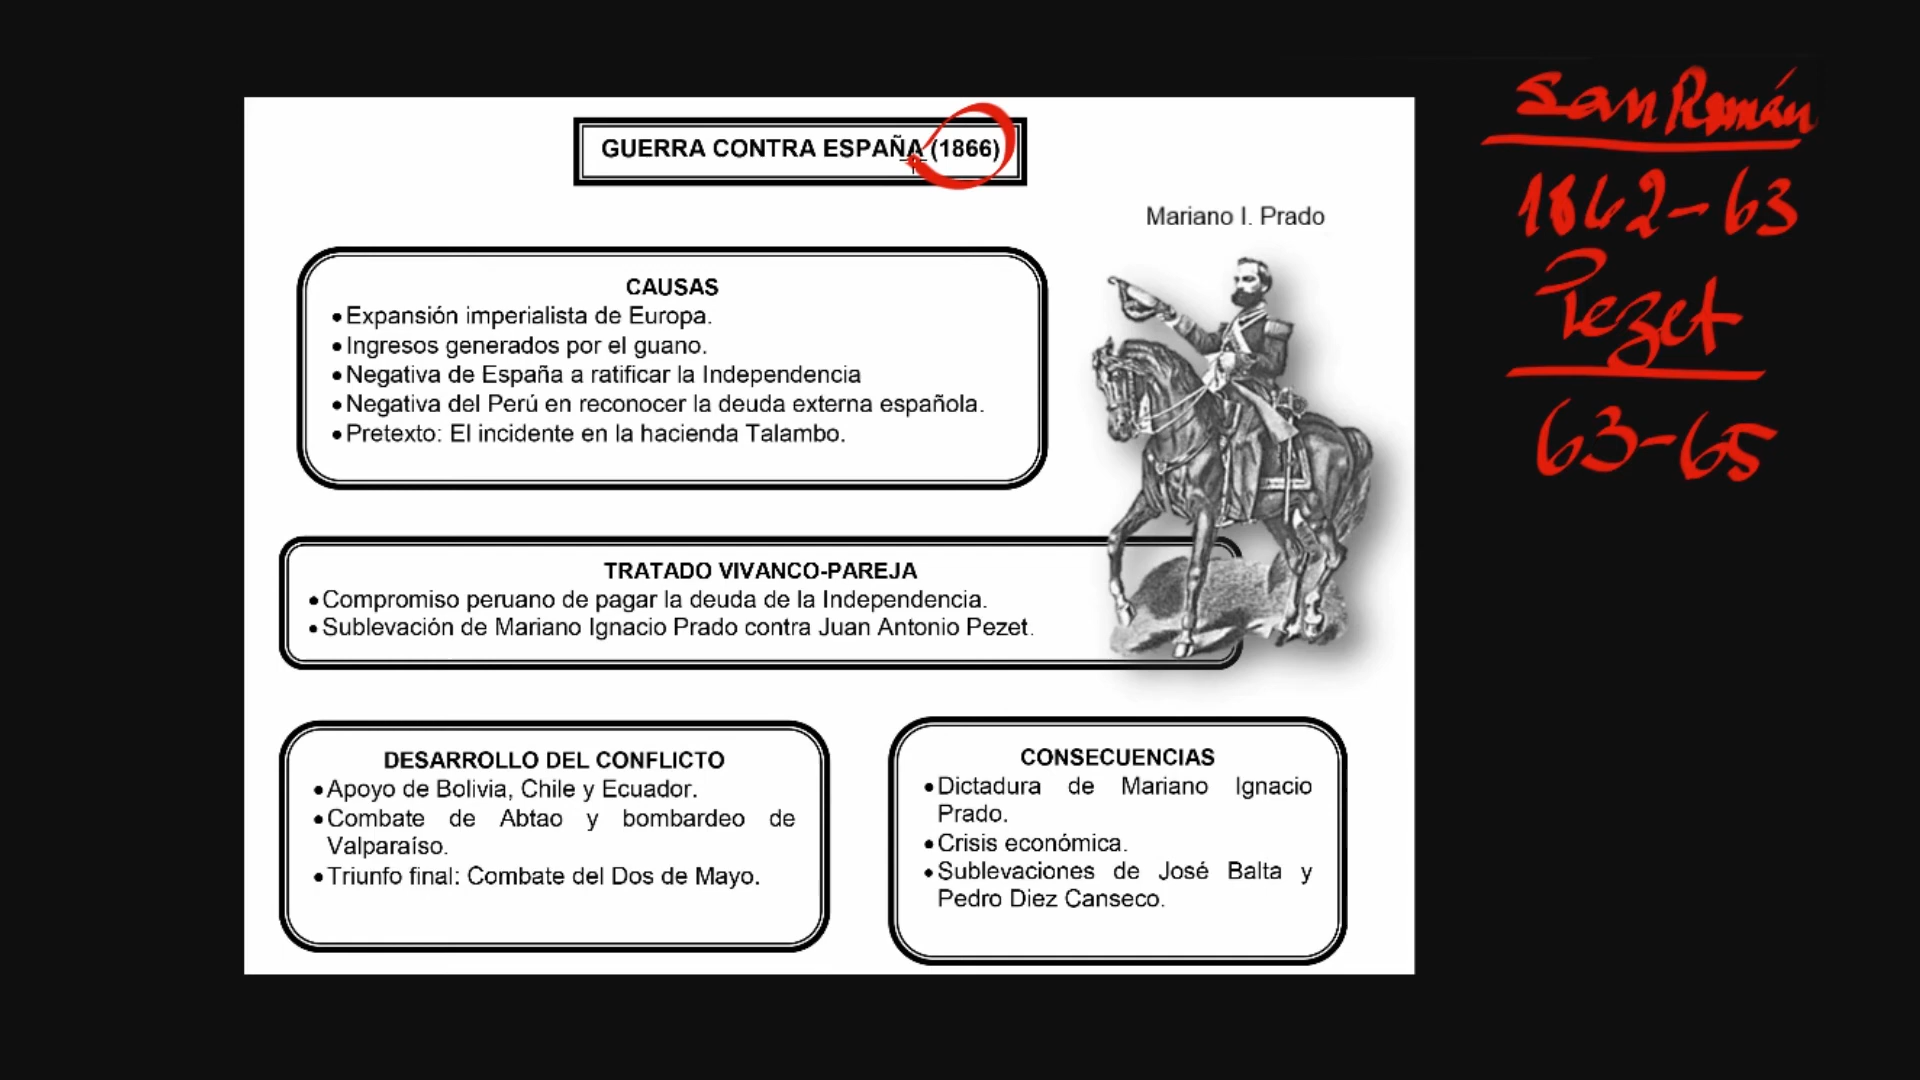 GUERRA CONTRA ESPAÑA (1866)
Mariano I. Prado
CAUSAS
• Expansión imperialista de Europa.
• Ingresos generados por el guano.
• Negativa de España a ratificar la Independencia
• Negativa del Perú en reconocer la deuda externa española.
• Pretexto: El incidente en la hacienda Talambo.
TRATADO VIVANCO-PAREJA
• Compromiso peruano de pagar la deuda de la Independencia.
• Sublevación de Mariano Ignacio Prado contra Juan Antonio Pezet.
DESARROLLO DEL CONFLICTO
• Apoyo de Bolivia, Chile y Ecuador.
• Combate de Abtao y bombardeo de
Valparaíso.
• Triunfo final: Combate del Dos de Mayo.
CONSECUENCIAS
• Dictadura de Mariano Ignacio
Prado.
• Crisis económica.
• Sublevaciones de José Balta y
Pedro Diez Canseco.
San Román
1862-63
Pezet
63-65